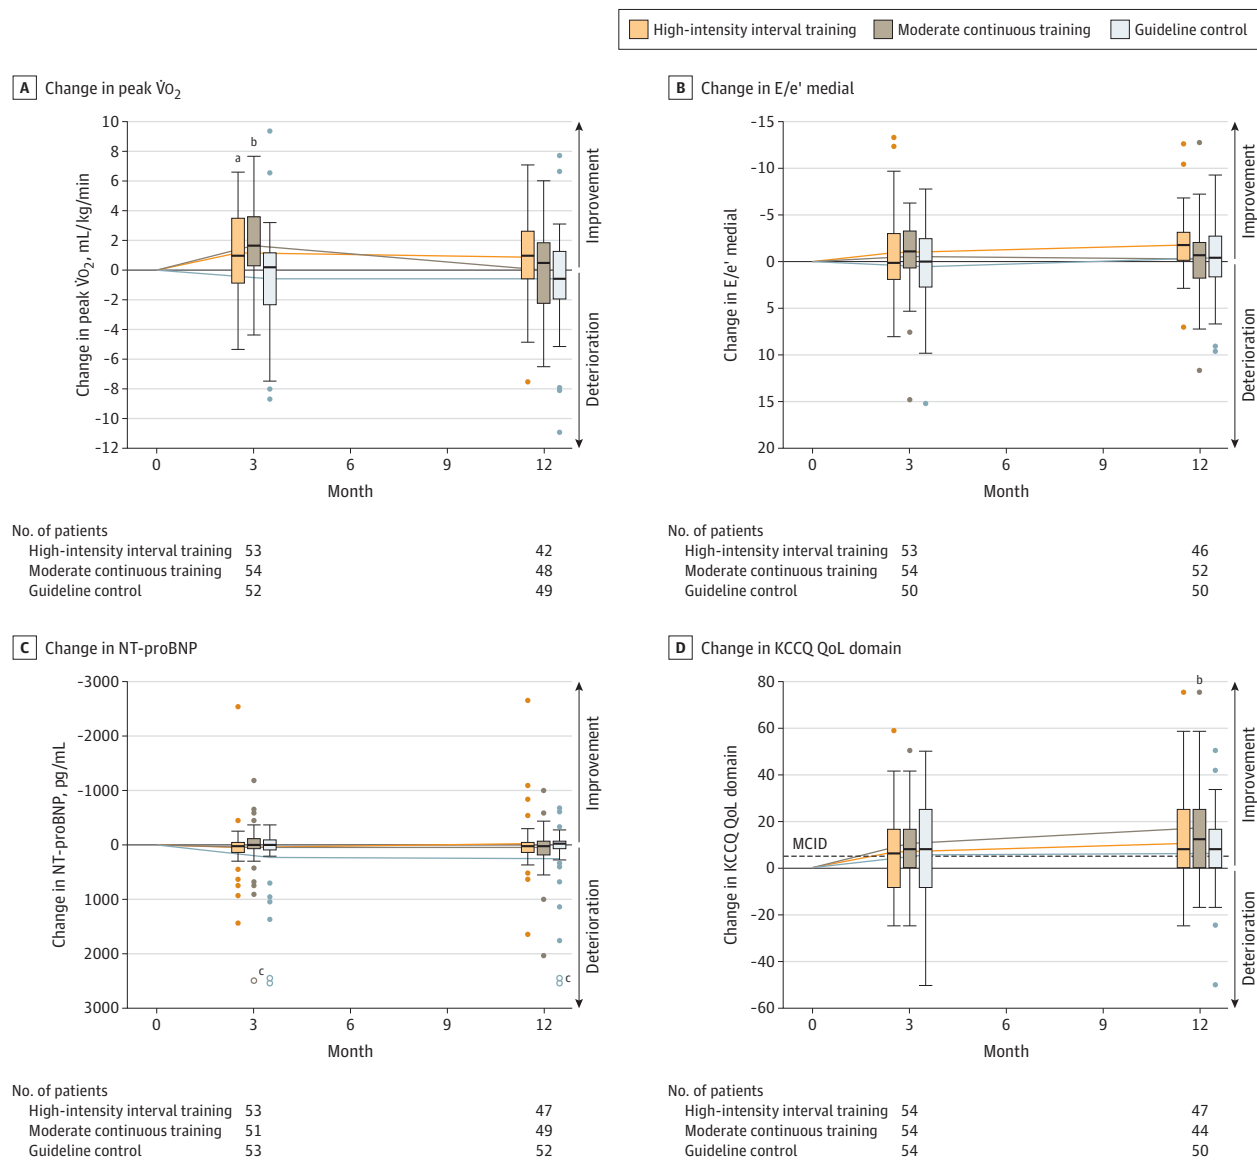 High-intensity interval training Moderate continuous training Guideline control
A Change in peak V̇O₂
10
8
6
4
2
0
-2
-4
-6
-8
-10
-12
Change in peak V̇O₂, mL/kg/min
a
b
Improvement
Deterioration
0 3 6 9 12
Month
No. of patients
High-intensity interval training 53 42
Moderate continuous training 54 48
Guideline control 52 49
B Change in E/e' medial
-15
-10
-5
0
5
10
15
20
Change in E/e' medial
Improvement
Deterioration
0 3 6 9 12
Month
No. of patients
High-intensity interval training 53 46
Moderate continuous training 54 52
Guideline control 50 50
C Change in NT-proBNP
-3000
-2000
-1000
0
1000
2000
3000
Change in NT-proBNP, pg/mL
c
c
Improvement
Deterioration
0 3 6 9 12
Month
No. of patients
High-intensity interval training 53 47
Moderate continuous training 51 49
Guideline control 53 52
D Change in KCCQ QoL domain
80
60
40
20
0
-20
-40
-60
Change in KCCQ QoL domain
MCID
b
Improvement
Deterioration
0 3 6 9 12
Month
No. of patients
High-intensity interval training 54 47
Moderate continuous training 54 44
Guideline control 54 50